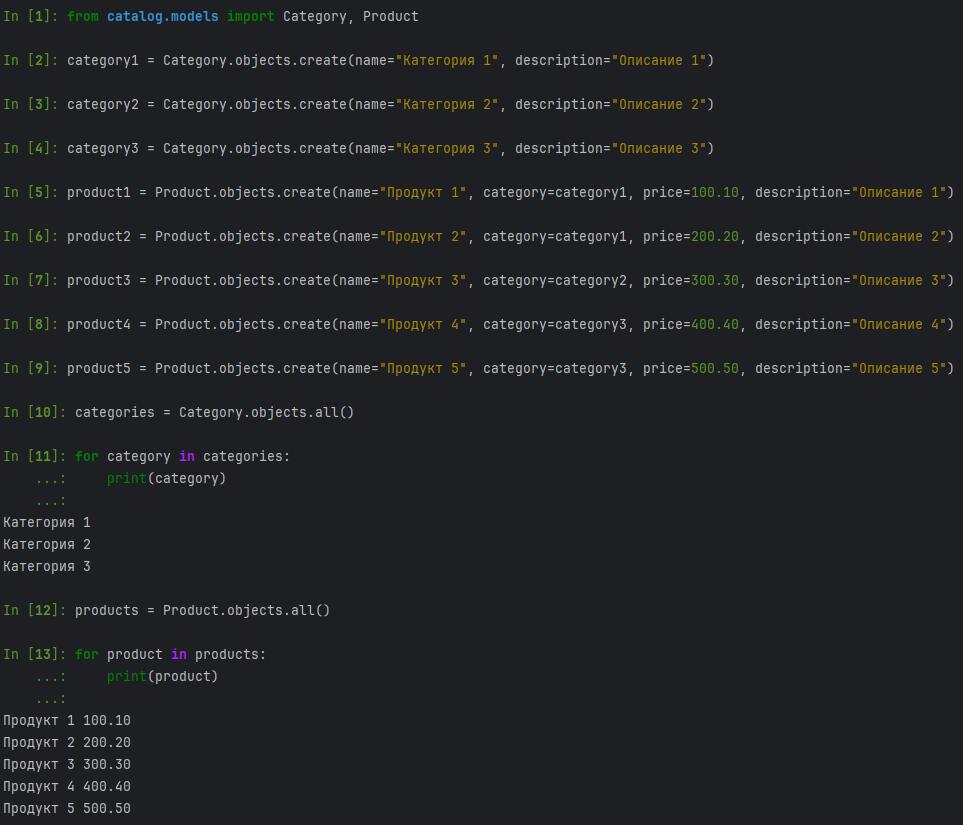 In [1]: from catalog.models import Category, Product
In [2]: category1 = Category.objects.create(name="Категория 1", description="Описание 1")
In [3]: category2 = Category.objects.create(name="Категория 2", description="Описание 2")
In [4]: category3 = Category.objects.create(name="Категория 3", description="Описание 3")
In [5]: product1 = Product.objects.create(name="Продукт 1", category=category1, price=100.10, description="Описание 1")
In [6]: product2 = Product.objects.create(name="Продукт 2", category=category1, price=200.20, description="Описание 2")
In [7]: product3 = Product.objects.create(name="Продукт 3", category=category2, price=300.30, description="Описание 3")
In [8]: product4 = Product.objects.create(name="Продукт 4", category=category3, price=400.40, description="Описание 4")
In [9]: product5 = Product.objects.create(name="Продукт 5", category=category3, price=500.50, description="Описание 5")
In [10]: categories = Category.objects.all()
In [11]: for category in categories:
    ...:     print(category)
    ...:
Категория 1
Категория 2
Категория 3
In [12]: products = Product.objects.all()
In [13]: for product in products:
    ...:     print(product)
    ...:
Продукт 1 100.10
Продукт 2 200.20
Продукт 3 300.30
Продукт 4 400.40
Продукт 5 500.50